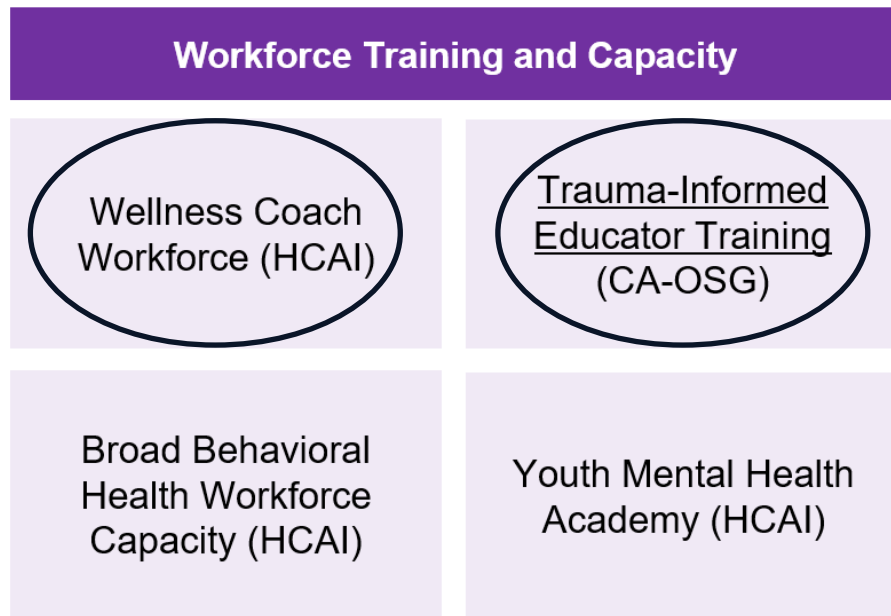 Workforce Training and Capacity
Wellness Coach
Workforce (HCAI)
Trauma-Informed
Educator Training
(CA-OSG)
Broad Behavioral
Health Workforce
Capacity (HCAI)
Youth Mental Health
Academy (HCAI)